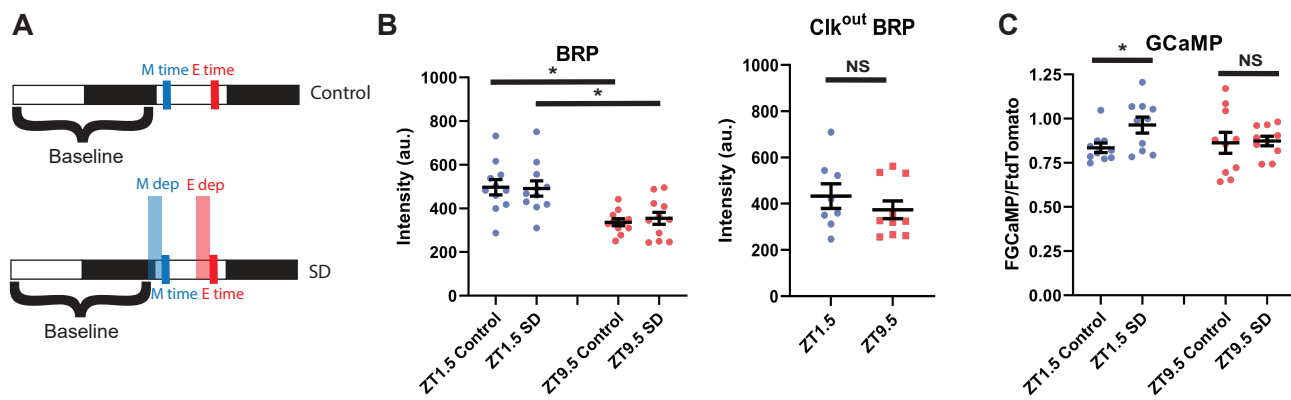 A
M time E time
Control
Baseline
M dep E dep
SD
M time E time
Baseline
B
BRP
Intensity (au.)
1000
800
600
400
200
0
*
*
ZT1.5 Control
ZT1.5 SD
ZT9.5 Control
ZT9.5 SD
Clkout BRP
Intensity (au.)
1000
800
600
400
200
0
NS
ZT1.5
ZT9.5
C
GCaMP
FGCaMP/FtdTomato
1.25
1.00
0.75
0.50
0.25
0.00
*
NS
ZT1.5 Control
ZT1.5 SD
ZT9.5 Control
ZT9.5 SD